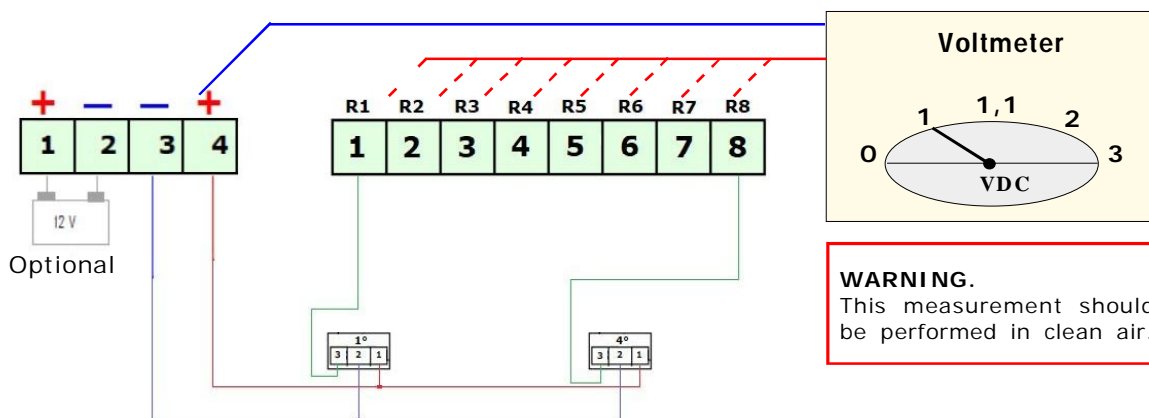 Voltmeter
1,1
1 2
0 3
VDC
+ — — +
1 2 3 4
R1 R2 R3 R4 R5 R6 R7 R8
1 2 3 4 5 6 7 8
12 V
Optional
WARNING.
This measurement should
be performed in clean air.
1º
3 2 1
4º
3 2 1